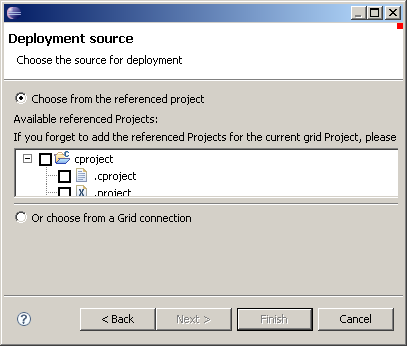 Deployment source
Choose the source for deployment
Choose from the referenced project
Available referenced Projects:
If you forget to add the referenced Projects for the current grid Project, please
cproject
.cproject
.project
Or choose from a Grid connection
? < Back Next > Finish Cancel